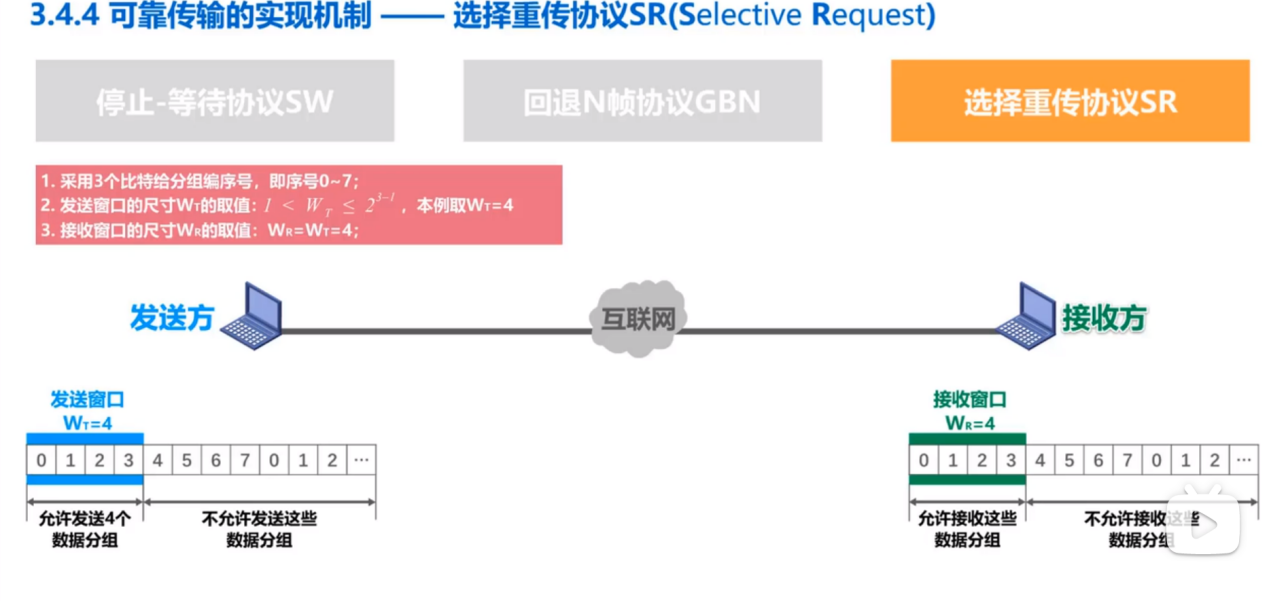 3.4.4 可靠传输的实现机制 —— 选择重传协议SR(Selective Request)
停止-等待协议SW
回退N帧协议GBN
选择重传协议SR
1. 采用3个比特给分组编序号，即序号0~7；
2. 发送窗口的尺寸WT的取值：1 < WT ≤ 2^3-1 ，本例取WT=4
3. 接收窗口的尺寸WR的取值：WR=WT=4；
发送方
互联网
接收方
发送窗口
WT=4
0 1 2 3 4 5 6 7 0 1 2 ···
允许发送4个
数据分组
不允许发送这些
数据分组
接收窗口
WR=4
0 1 2 3 4 5 6 7 0 1 2 ···
允许接收这些
数据分组
不允许接收这些
数据分组